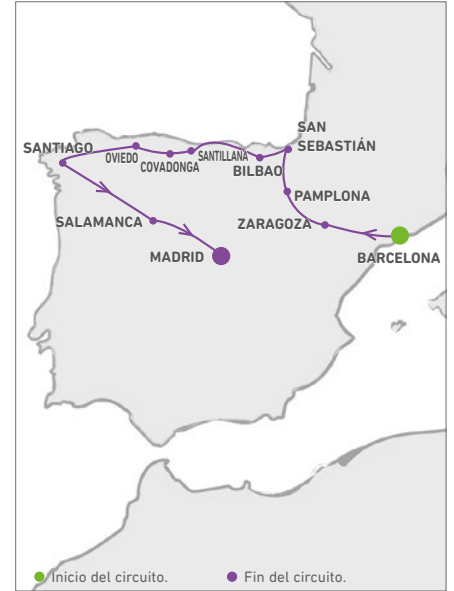 SAN
SEBASTIÁN
SANTIAGO
OVIEDO
COVADONGA
SANTILLANA
BILBAO
PAMPLONA
SALAMANCA
ZARAGOZA
MADRID
BARCELONA
Inicio del circuito.
Fin del circuito.